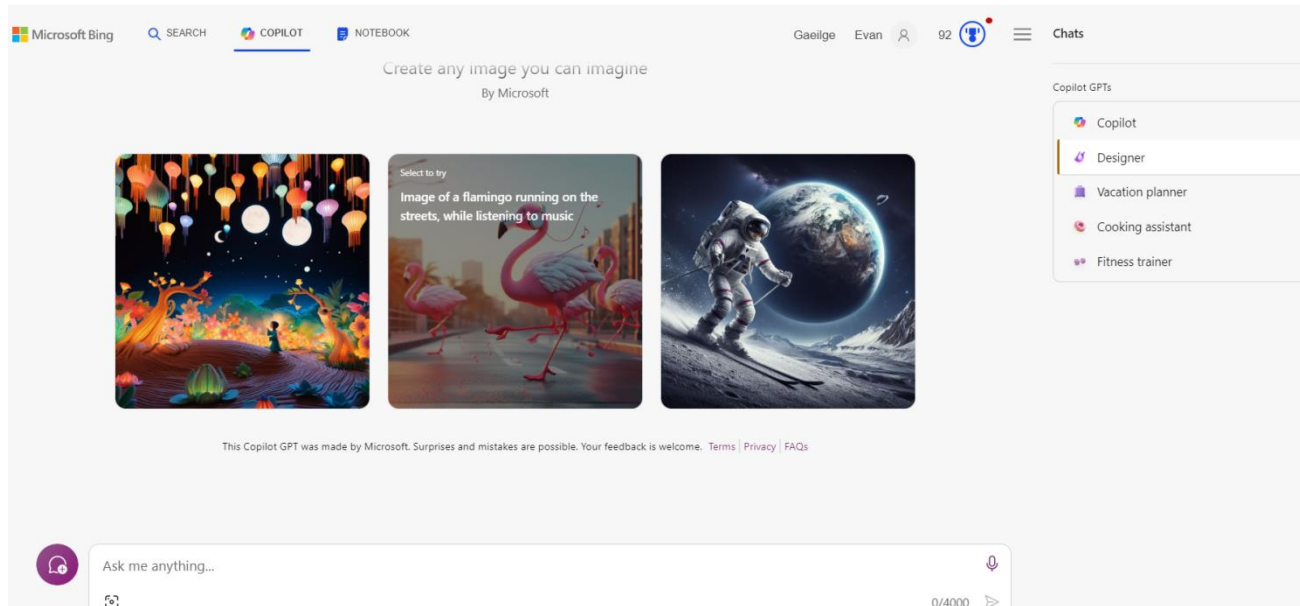 Microsoft Bing
SEARCH
COPILOT
NOTEBOOK
Gaeilge
Evan
92
Chats
Create any image you can imagine
By Microsoft
Copilot GPTs
Copilot
Designer
Vacation planner
Cooking assistant
Fitness trainer
Select to try
Image of a flamingo running on the
streets, while listening to music
This Copilot GPT was made by Microsoft. Surprises and mistakes are possible. Your feedback is welcome. Terms Privacy FAQs
Ask me anything...
0/4000